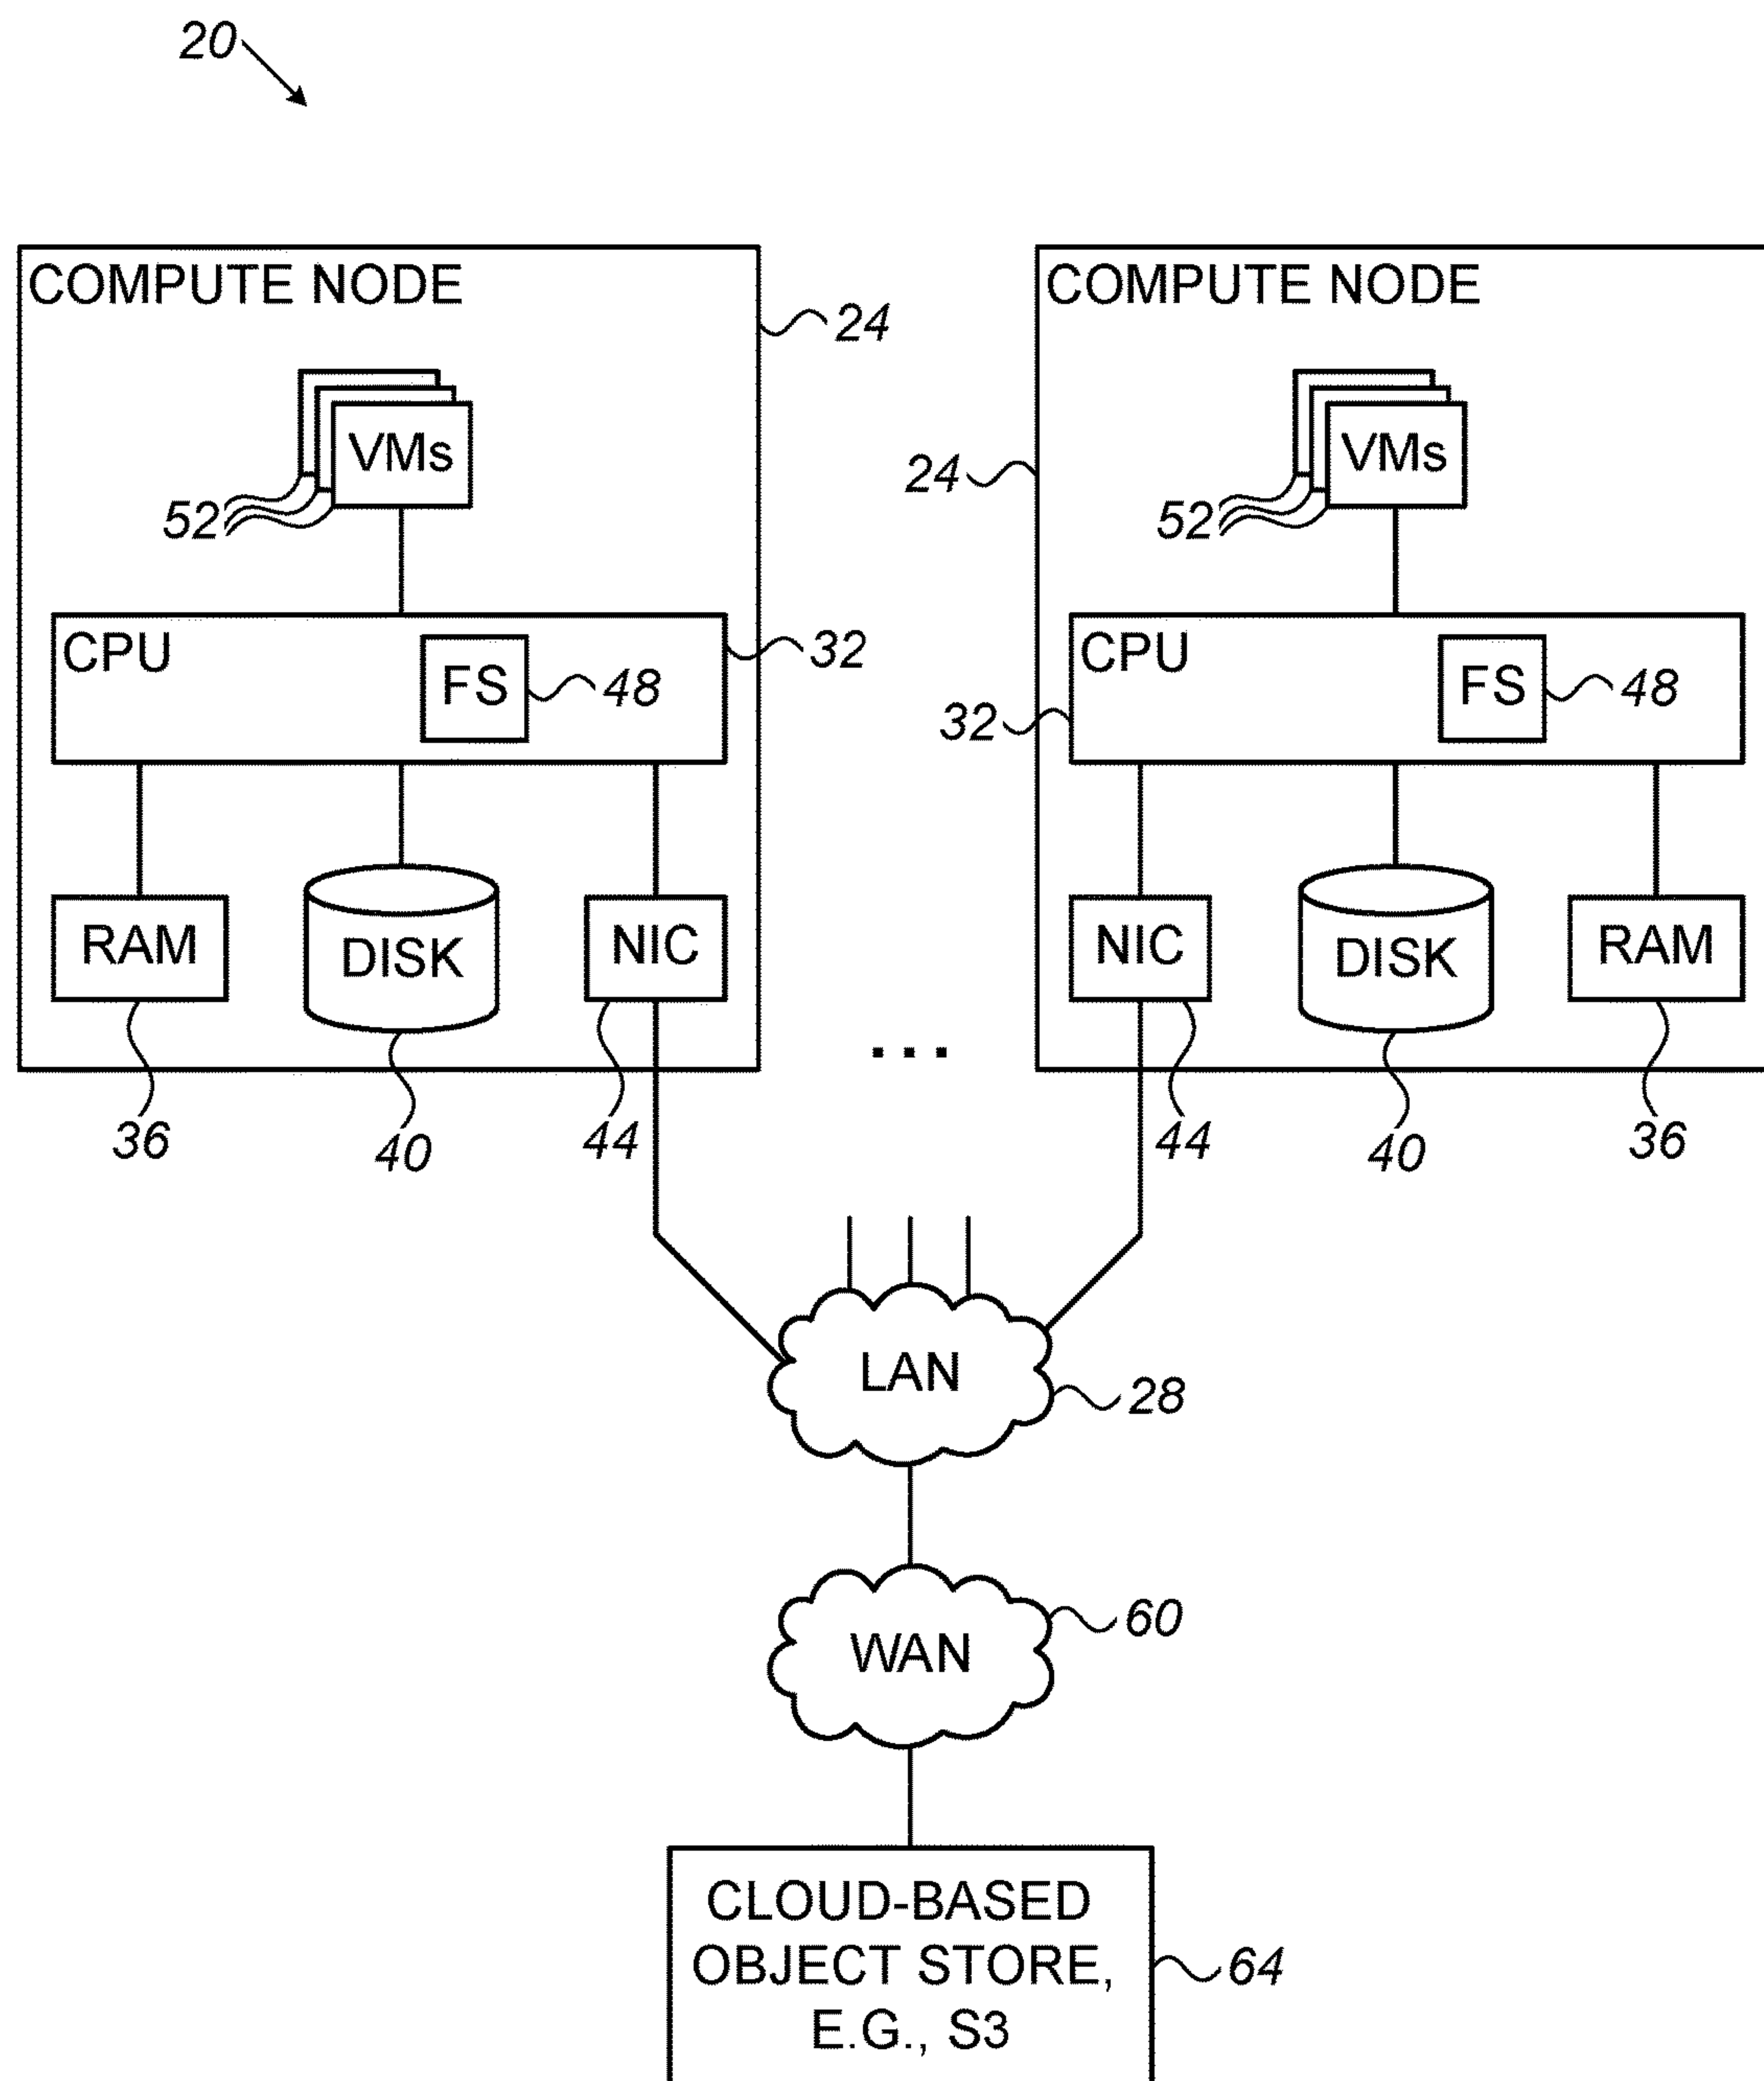 20
COMPUTE NODE
24
VMs
52
CPU
FS
48
32
RAM
DISK
NIC
36
40
44
COMPUTE NODE
24
VMs
52
CPU
FS
48
32
NIC
DISK
RAM
44
40
36
...
LAN
28
WAN
60
CLOUD-BASED
OBJECT STORE,
E.G., S3
64